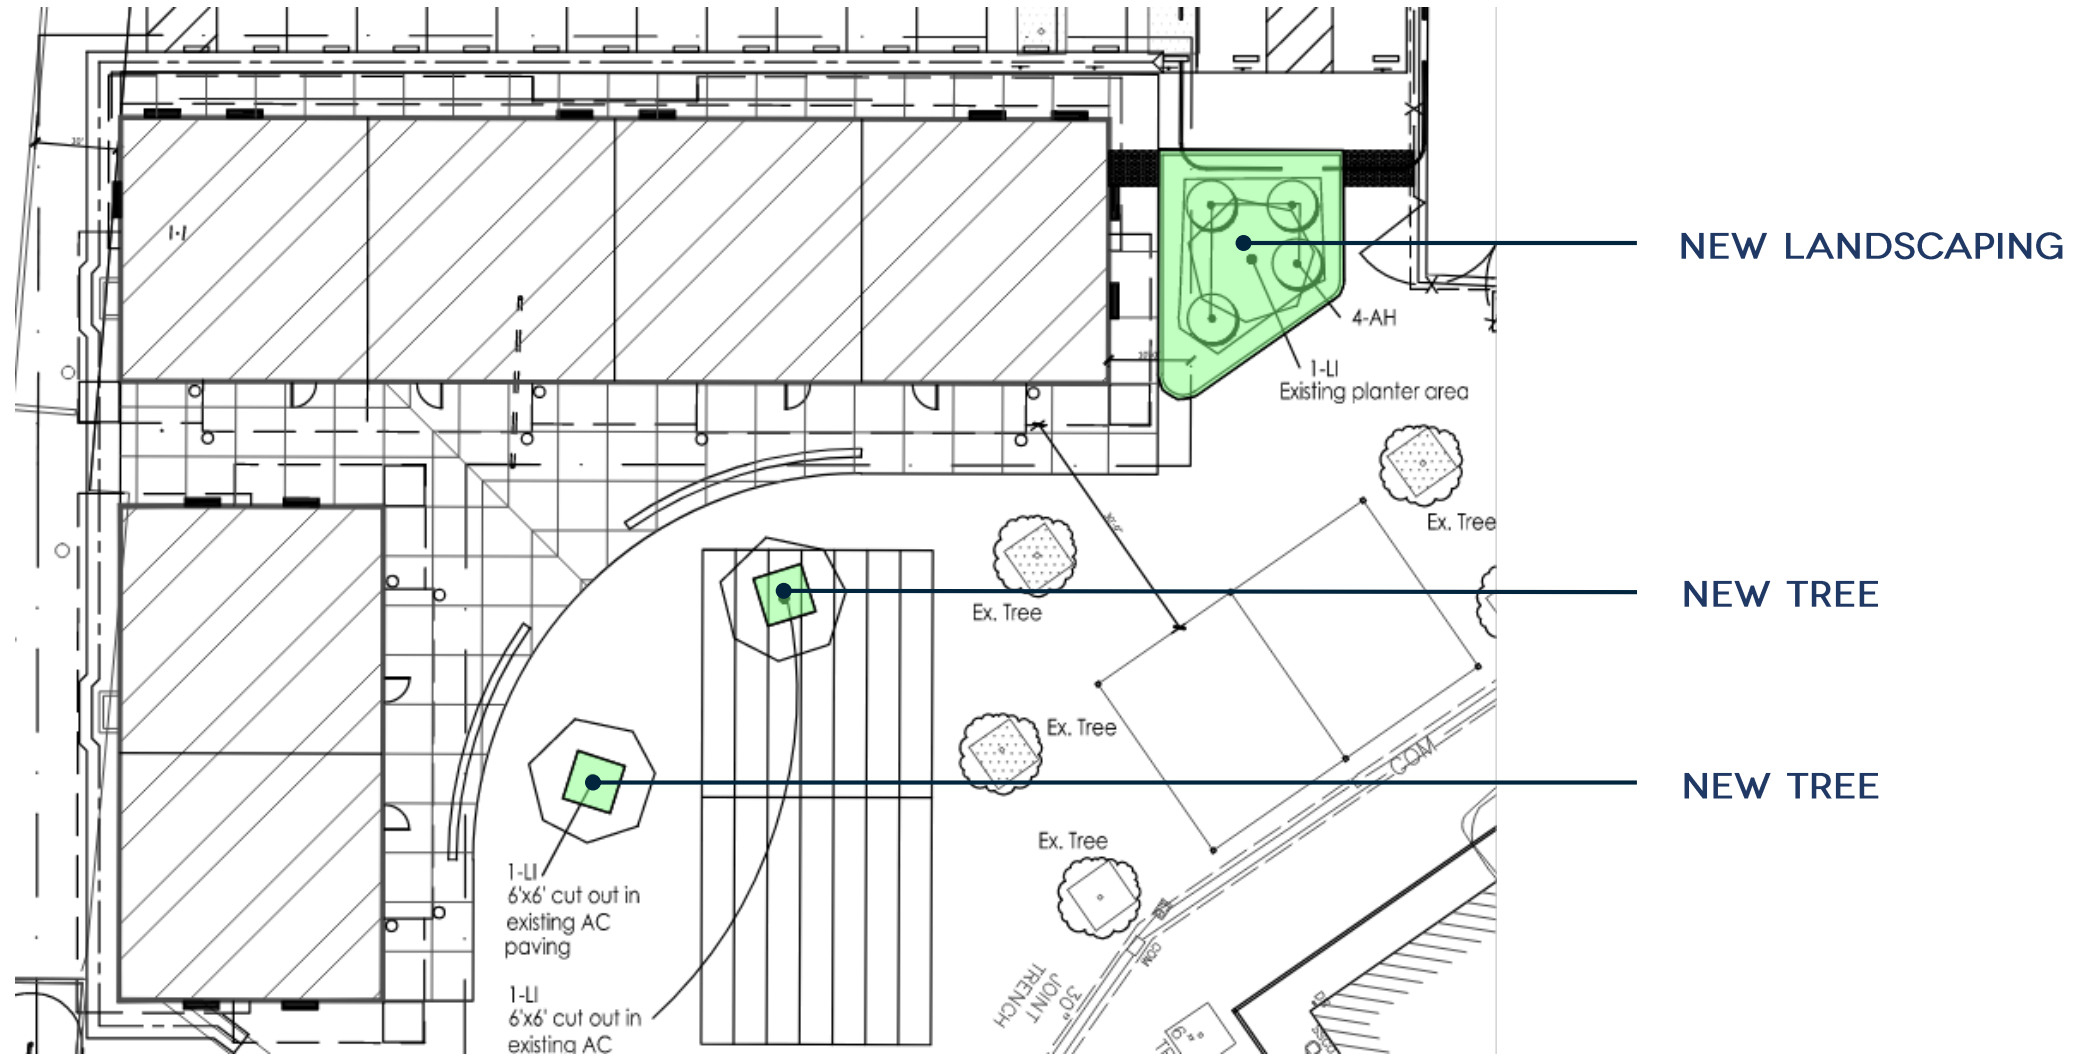 NEW LANDSCAPING
4-AH
1-LI
Existing planter area
Ex. Tree
Ex. Tree
NEW TREE
Ex. Tree
COM
NEW TREE
Ex. Tree
1-LI
6'x6' cut out in
existing AC
paving
COM
30"
JOINT
TRENCH
1-LI
6'x6' cut out in
existing AC